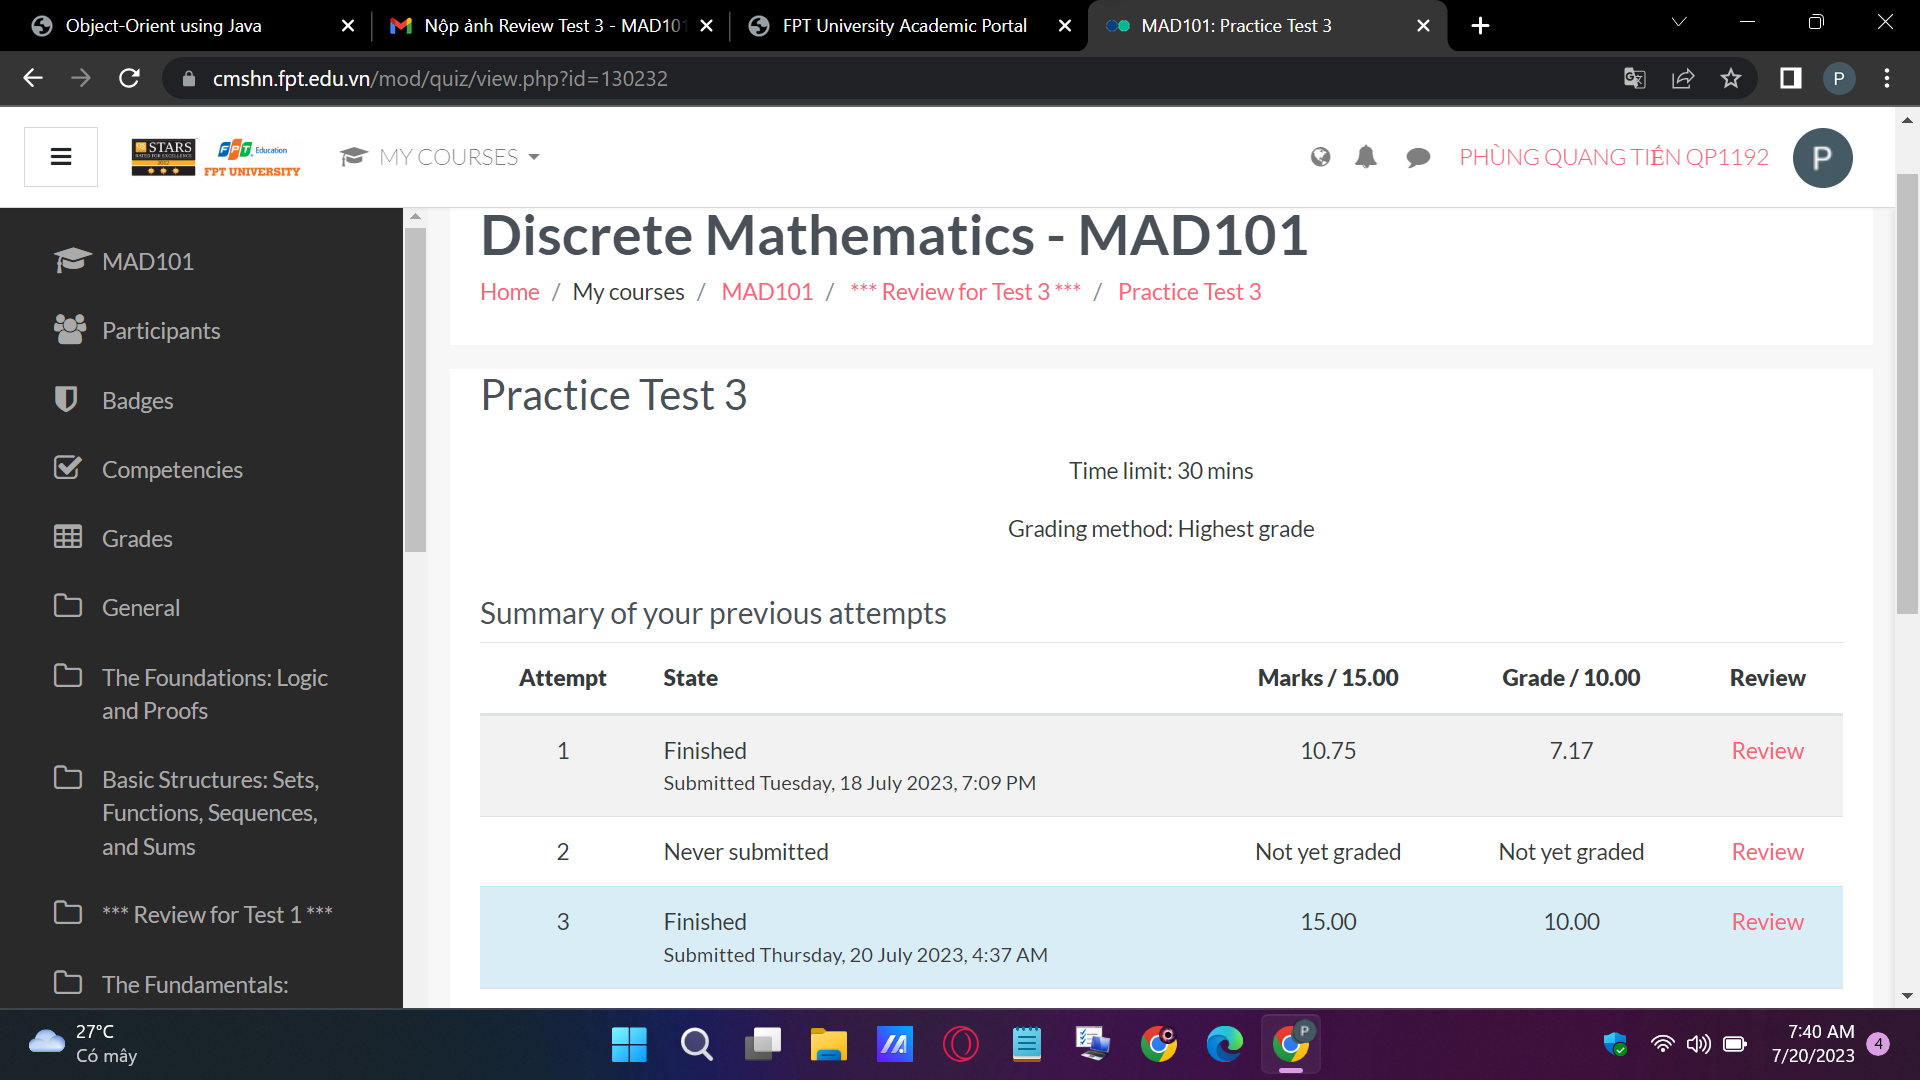 Object-Orient using Java
Nộp ảnh Review Test 3 - MAD101
FPT University Academic Portal
MAD101: Practice Test 3
cmshn.fpt.edu.vn/mod/quiz/view.php?id=130232
P
STARS
RATED FOR EXCELLENCE
2012
FPT Education
FPT UNIVERSITY
MY COURSES
PHÙNG QUANG TIẾN QP1192
P
MAD101
Participants
Badges
Competencies
Grades
General
The Foundations: Logic
and Proofs
Basic Structures: Sets,
Functions, Sequences,
and Sums
*** Review for Test 1 ***
The Fundamentals:
Discrete Mathematics - MAD101
Home / My courses / MAD101 / *** Review for Test 3 *** / Practice Test 3
Practice Test 3
Time limit: 30 mins
Grading method: Highest grade
Summary of your previous attempts
Attempt State Marks / 15.00 Grade / 10.00 Review
1 Finished 10.75 7.17 Review
Submitted Tuesday, 18 July 2023, 7:09 PM
2 Never submitted Not yet graded Not yet graded Review
3 Finished 15.00 10.00 Review
Submitted Thursday, 20 July 2023, 4:37 AM
27°C
Có mây
P
7:40 AM
7/20/2023
4